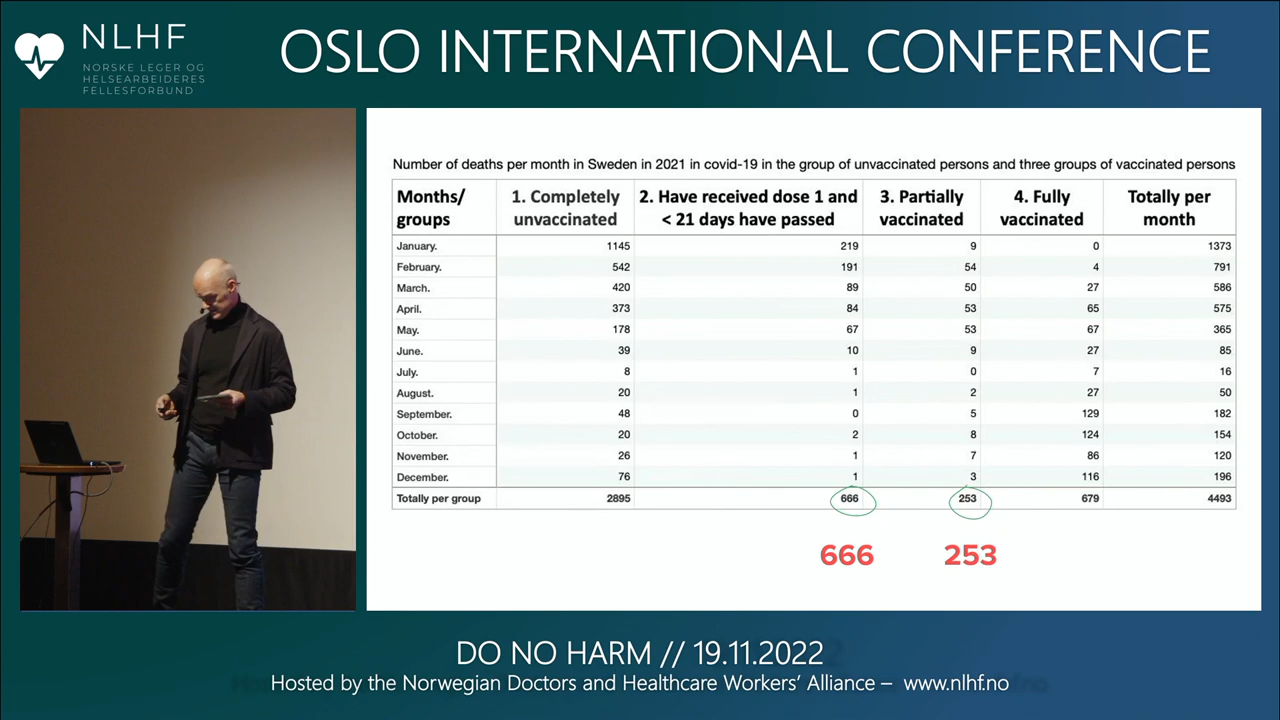 NLHF
NORSKE LEGER OG
HELSEARBEIDERES
FELLESFORBUND
OSLO INTERNATIONAL CONFERENCE
Number of deaths per month in Sweden in 2021 in covid-19 in the group of unvaccinated persons and three groups of vaccinated persons
Months/ groups 1. Completely unvaccinated 2. Have received dose 1 and < 21 days have passed 3. Partially vaccinated 4. Fully vaccinated Totally per month
January. 1145 219 9 0 1373
February. 542 191 54 4 791
March. 420 89 50 27 586
April. 373 84 53 65 575
May. 178 67 53 67 365
June. 39 10 9 27 85
July. 8 1 0 7 16
August. 20 1 2 27 50
September. 48 0 5 129 182
October. 20 2 8 124 154
November. 26 1 7 86 120
December. 76 1 3 116 196
Totally per group 2895 666 253 679 4493
666 253
DO NO HARM // 19.11.2022
Hosted by the Norwegian Doctors and Healthcare Workers' Alliance – www.nlhf.no